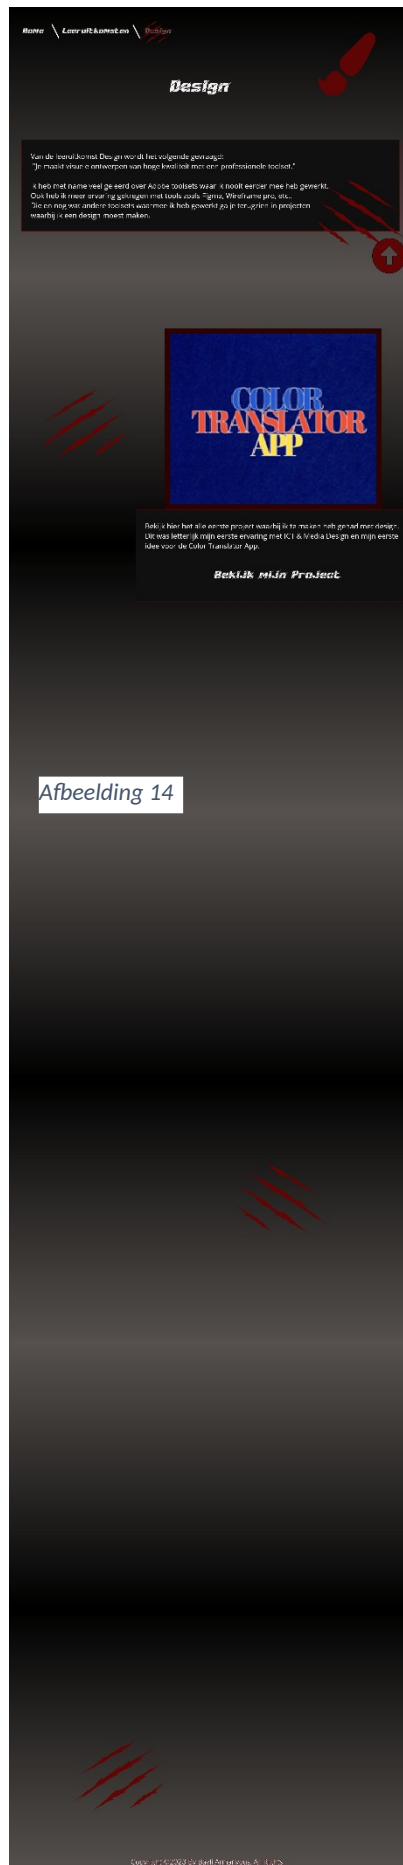 Home \ Leeruitkomsten \ Design
Design
Van de leeruitkomst Design wordt het volgende gevraagd:
"Je maakt visuele ontwerpen van hoge kwaliteit met een professionele toolset."
Ik heb met name veel geleerd over Adobe toolsets waar ik nooit eerder mee heb gewerkt.
Ook heb ik meer ervaring gekregen met tools zoals Figma, Wireframe pro, etc..
Die en nog wat andere toolsets waarmee ik heb gewerkt ga je terugzien in projecten
waarbij ik een design moest maken.
COLOR
TRANSLATOR
APP
Bekijk hier het alle eerste project waarbij ik te maken heb gehad met design.
Dit was letterlijk mijn eerste ervaring met ICT & Media Design en mijn eerste
idee voor de Color Translator App.
Bekijk mijn Project
Afbeelding 14
Copyright ©2023 By Badi